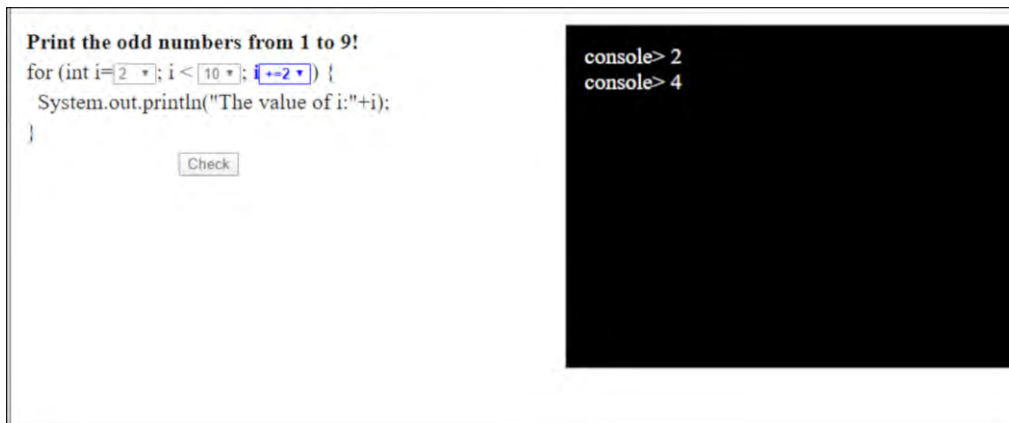 Print the odd numbers from 1 to 9!
for (int i= 2 ; i < 10 ; i +=2 ) {
System.out.println("The value of i:"+i);
}
Check
console> 2
console> 4